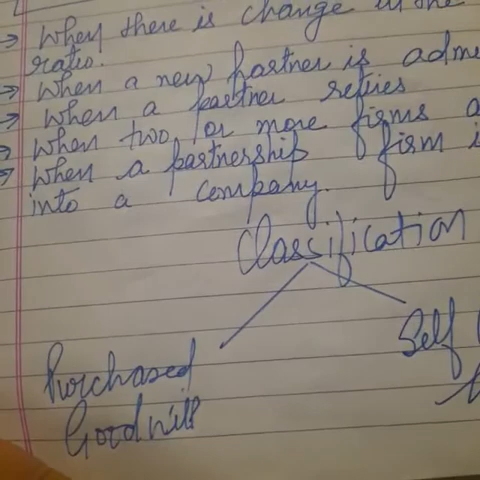 → When there is change in the
ratio.
→ When a new partner is adm
→ When a partner retires
→ When two or more firms a
→ When a partnership firm i
into a company.
Classification
Purchased
Goodwill
Self